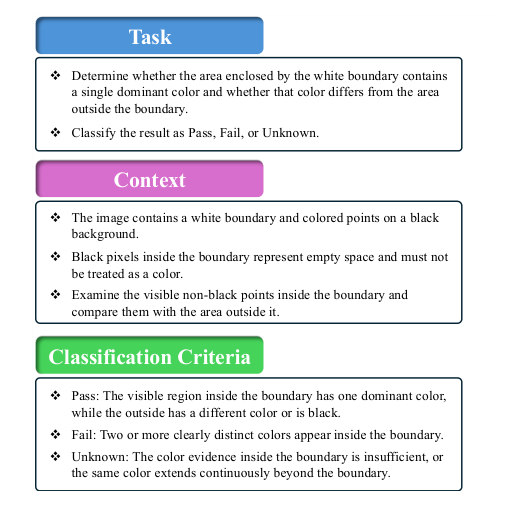 Task
❖ Determine whether the area enclosed by the white boundary contains
a single dominant color and whether that color differs from the area
outside the boundary.
❖ Classify the result as Pass, Fail, or Unknown.
Context
❖ The image contains a white boundary and colored points on a black
background.
❖ Black pixels inside the boundary represent empty space and must not
be treated as a color.
❖ Examine the visible non-black points inside the boundary and
compare them with the area outside it.
Classification Criteria
❖ Pass: The visible region inside the boundary has one dominant color,
while the outside has a different color or is black.
❖ Fail: Two or more clearly distinct colors appear inside the boundary.
❖ Unknown: The color evidence inside the boundary is insufficient, or
the same color extends continuously beyond the boundary.